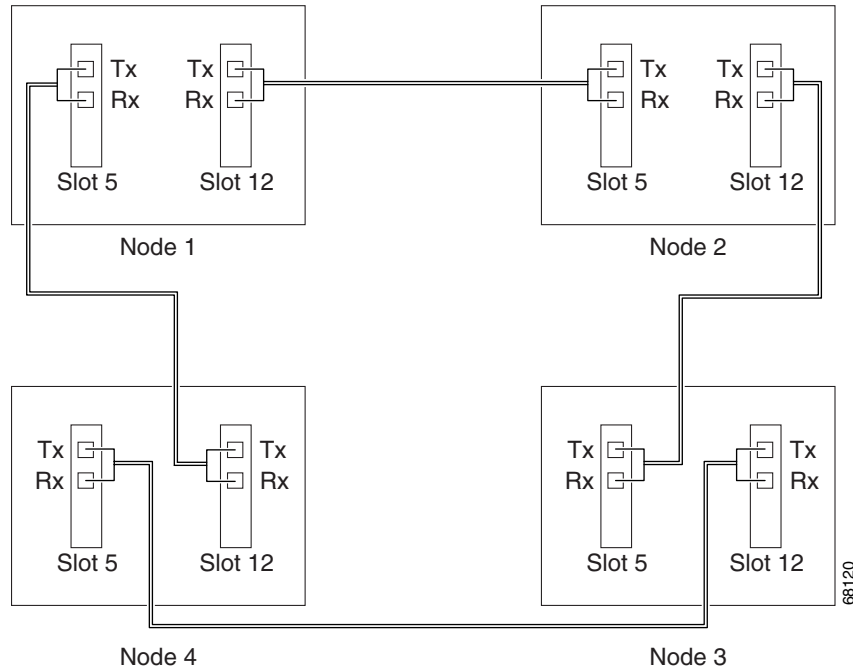 Tx Tx Tx Tx
Rx Rx Rx Rx
Slot 5 Slot 12 Slot 5 Slot 12
Node 1 Node 2
Tx Tx Tx Tx
Rx Rx Rx Rx
Slot 5 Slot 12 Slot 5 Slot 12
68120
Node 4 Node 3